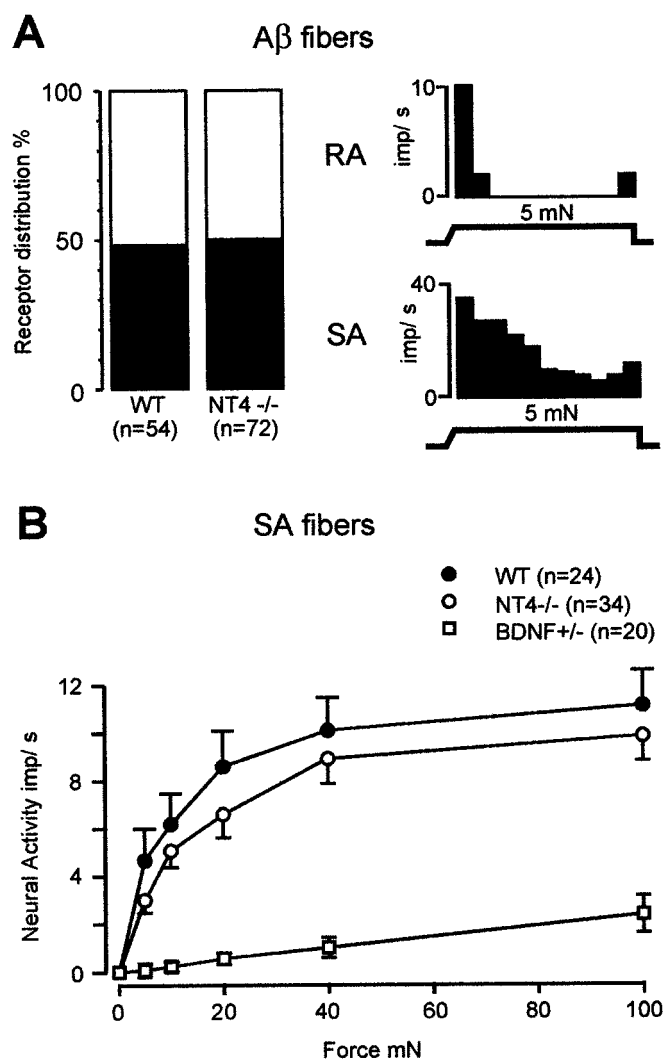 A
Aβ fibers
Receptor distribution %
100
50
0
WT
(n=54)
NT4 -/-
(n=72)
RA
imp/ s
10
0
5 mN
SA
imp/ s
40
0
5 mN
B
SA fibers
WT (n=24)
NT4-/- (n=34)
BDNF+/- (n=20)
Neural Activity imp/ s
12
8
4
0
0
20
40
60
80
100
Force mN